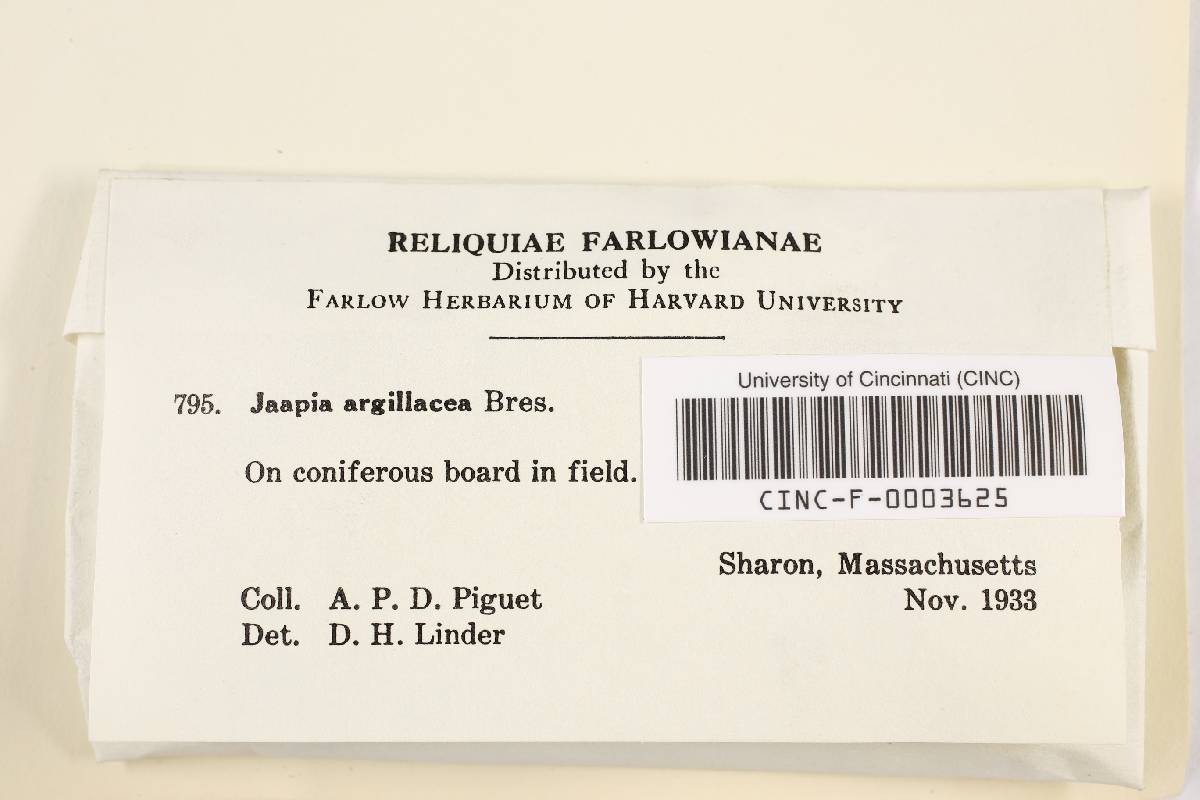 RELIQUIAE FARLOWIANAE
Distributed by the
FARLOW HERBARIUM OF HARVARD UNIVERSITY
795. Jaapia argillacea Bres.
On coniferous board in field.
University of Cincinnati (CINC)
CINC-F-0003625
Sharon, Massachusetts
Nov. 1933
Coll. A. P. D. Piguet
Det. D. H. Linder